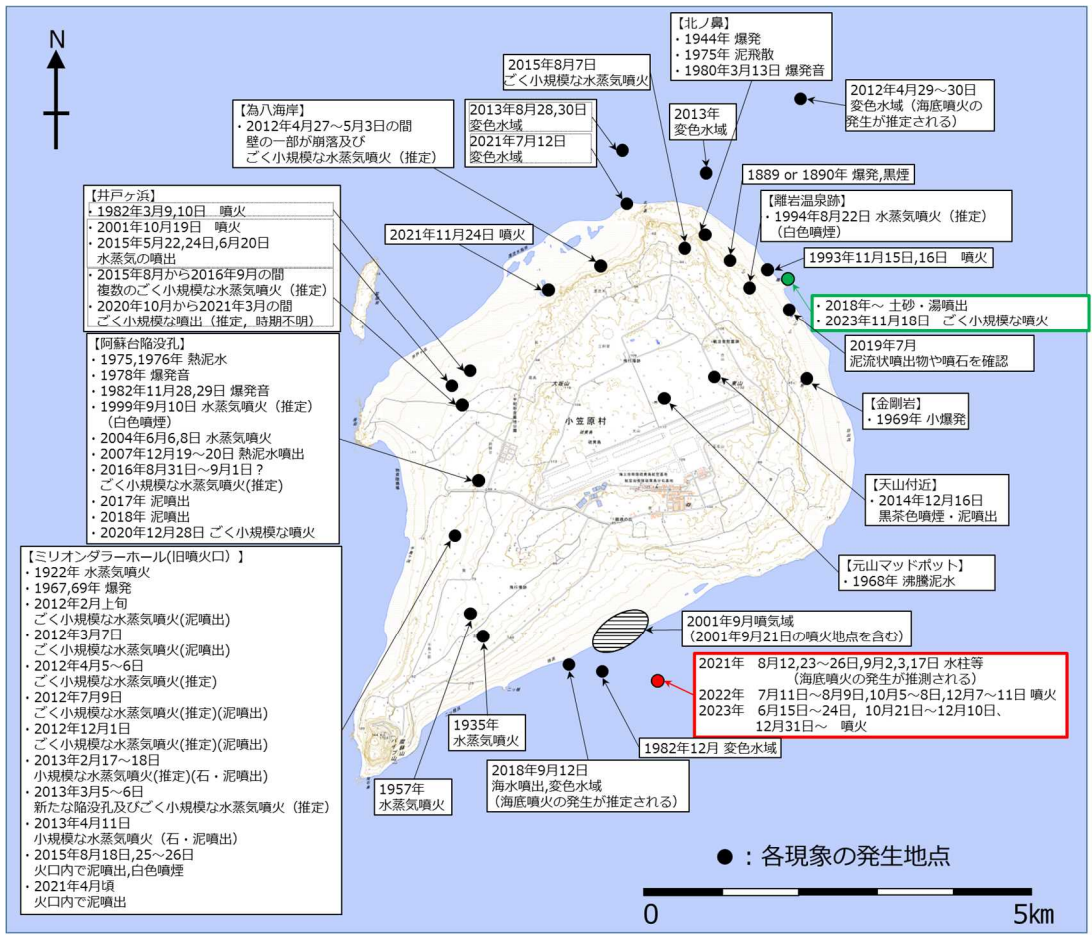 N
【北ノ鼻】
・1944年 爆発
・1975年 泥飛散
・1980年3月13日 爆発音
2015年8月7日
ごく小規模な水蒸気噴火
2012年4月29～30日
変色水域（海底噴火の
発生が推定される）
【為八海岸】
・2012年4月27～5月3日の間
壁の一部が崩落及び
ごく小規模な水蒸気噴火（推定）
2013年8月28,30日
変色水域
2021年7月12日
変色水域
2013年
変色水域
1889 or 1890年 爆発,黒煙
【離岩温泉跡】
・1994年8月22日 水蒸気噴火（推定）
（白色噴煙）
【井戸ヶ浜】
・1982年3月9,10日　噴火
・2001年10月19日　噴火
・2015年5月22,24日,6月20日
水蒸気の噴出
・2015年8月から2016年9月の間
複数のごく小規模な水蒸気噴火（推定）
・2020年10月から2021年3月の間
ごく小規模な噴出（推定，時期不明）
2021年11月24日 噴火
1993年11月15日,16日　噴火
・2018年～ 土砂・湯噴出
・2023年11月18日　ごく小規模な噴火
2019年7月
泥流状噴出物や噴石を確認
【阿蘇台陥没孔】
・1975,1976年 熱泥水
・1978年 爆発音
・1982年11月28,29日 爆発音
・1999年9月10日 水蒸気噴火（推定）
（白色噴煙）
・2004年6月6,8日 水蒸気噴火
・2007年12月19～20日 熱泥水噴出
・2016年8月31日～9月1日？
ごく小規模な水蒸気噴火(推定)
・2017年 泥噴出
・2018年 泥噴出
・2020年12月28日 ごく小規模な噴火
【金剛岩】
・1969年 小爆発
大阪山
東山
小笠原村
硫黄島
【天山付近】
・2014年12月16日
黒茶色噴煙・泥噴出
【元山マッドポット】
・1968年 沸騰泥水
【ミリオンダラーホール(旧噴火口）】
・1922年 水蒸気噴火
・1967,69年 爆発
・2012年2月上旬
ごく小規模な水蒸気噴火(泥噴出)
・2012年3月7日
ごく小規模な水蒸気噴火(泥噴出)
・2012年4月5～6日
ごく小規模な水蒸気噴火(推定)
・2012年7月9日
ごく小規模な水蒸気噴火(推定)(泥噴出)
・2012年12月1日
ごく小規模な水蒸気噴火(推定)(泥噴出)
・2013年2月17～18日
小規模な水蒸気噴火(推定)(石・泥噴出)
・2013年3月5～6日
新たな陥没孔及びごく小規模な水蒸気噴火（推定）
・2013年4月11日
小規模な水蒸気噴火（石・泥噴出）
・2015年8月18日,25～26日
火口内で泥噴出,白色噴煙
・2021年4月頃
火口内で泥噴出
2001年9月噴気域
（2001年9月21日の噴火地点を含む）
2021年　8月12,23～26日,9月2,3,17日 水柱等
（海底噴火の発生が推測される）
2022年　7月11日～8月9日,10月5～8日,12月7～11日 噴火
2023年　6月15日～24日，10月21日～12月10日、
12月31日～　噴火
1935年
水蒸気噴火
1982年12月 変色水域
2018年9月12日
海水噴出,変色水域
（海底噴火の発生が推定される）
1957年
水蒸気噴火
●：各現象の発生地点
0
5km